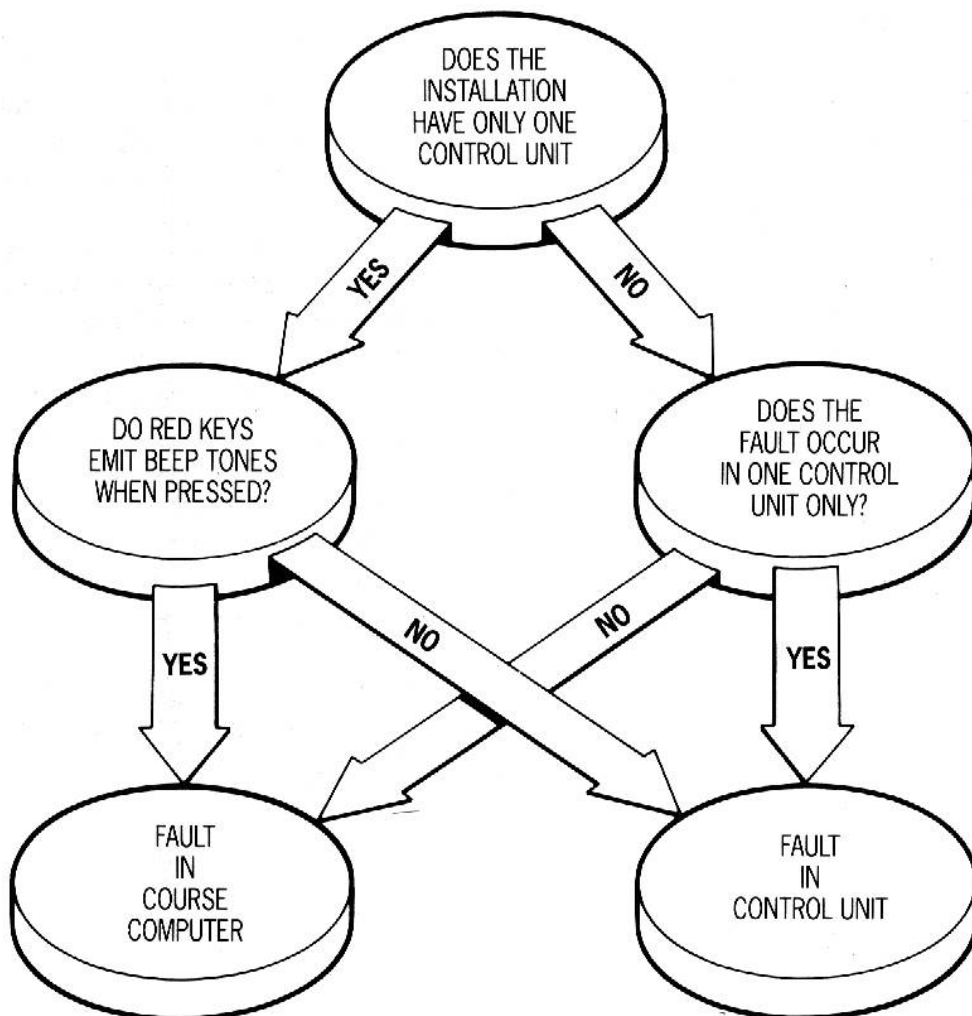 DOES THE
INSTALLATION
HAVE ONLY ONE
CONTROL UNIT
YES
NO
DO RED KEYS
EMIT BEEP TONES
WHEN PRESSED?
DOES THE
FAULT OCCUR
IN ONE CONTROL
UNIT ONLY?
YES
NO
NO
YES
FAULT
IN
COURSE
COMPUTER
FAULT
IN
CONTROL UNIT